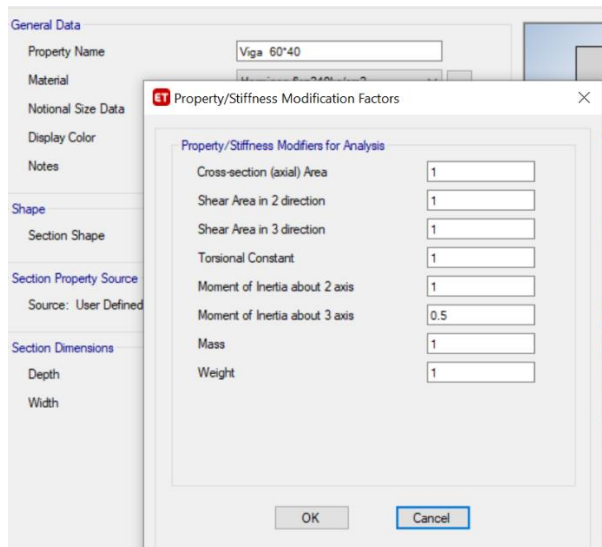 General Data
Property Name
Viga 60*40
Material
Notional Size Data
Display Color
Notes
Shape
Section Shape
Section Property Source
Source: User Defined
Section Dimensions
Depth
Width
ET Property/Stiffness Modification Factors
Property/Stiffness Modifiers for Analysis
Cross-section (axial) Area 1
Shear Area in 2 direction 1
Shear Area in 3 direction 1
Torsional Constant 1
Moment of Inertia about 2 axis 1
Moment of Inertia about 3 axis 0.5
Mass 1
Weight 1
OK Cancel